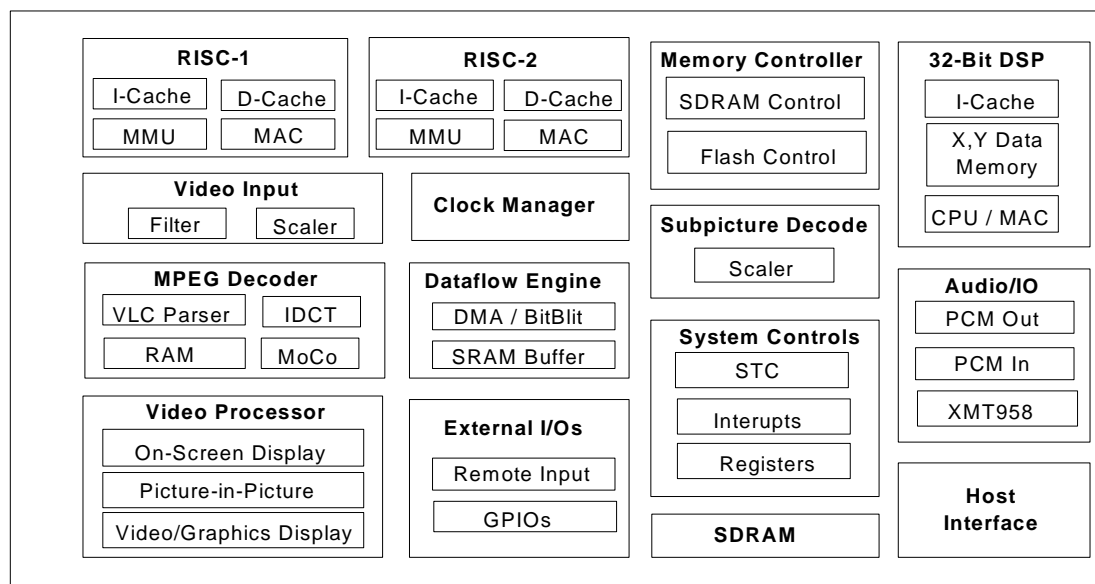 RISC-1
I-Cache
D-Cache
MMU
MAC
RISC-2
I-Cache
D-Cache
MMU
MAC
Memory Controller
SDRAM Control
Flash Control
32-Bit DSP
I-Cache
X,Y Data
Memory
CPU / MAC
Video Input
Filter
Scaler
Clock Manager
Subpicture Decode
Scaler
MPEG Decoder
VLC Parser
IDCT
RAM
MoCo
Dataflow Engine
DMA / BitBlit
SRAM Buffer
System Controls
STC
Interupts
Registers
Audio/IO
PCM Out
PCM In
XMT958
Video Processor
On-Screen Display
Picture-in-Picture
Video/Graphics Display
External I/Os
Remote Input
GPIOs
SDRAM
Host
Interface